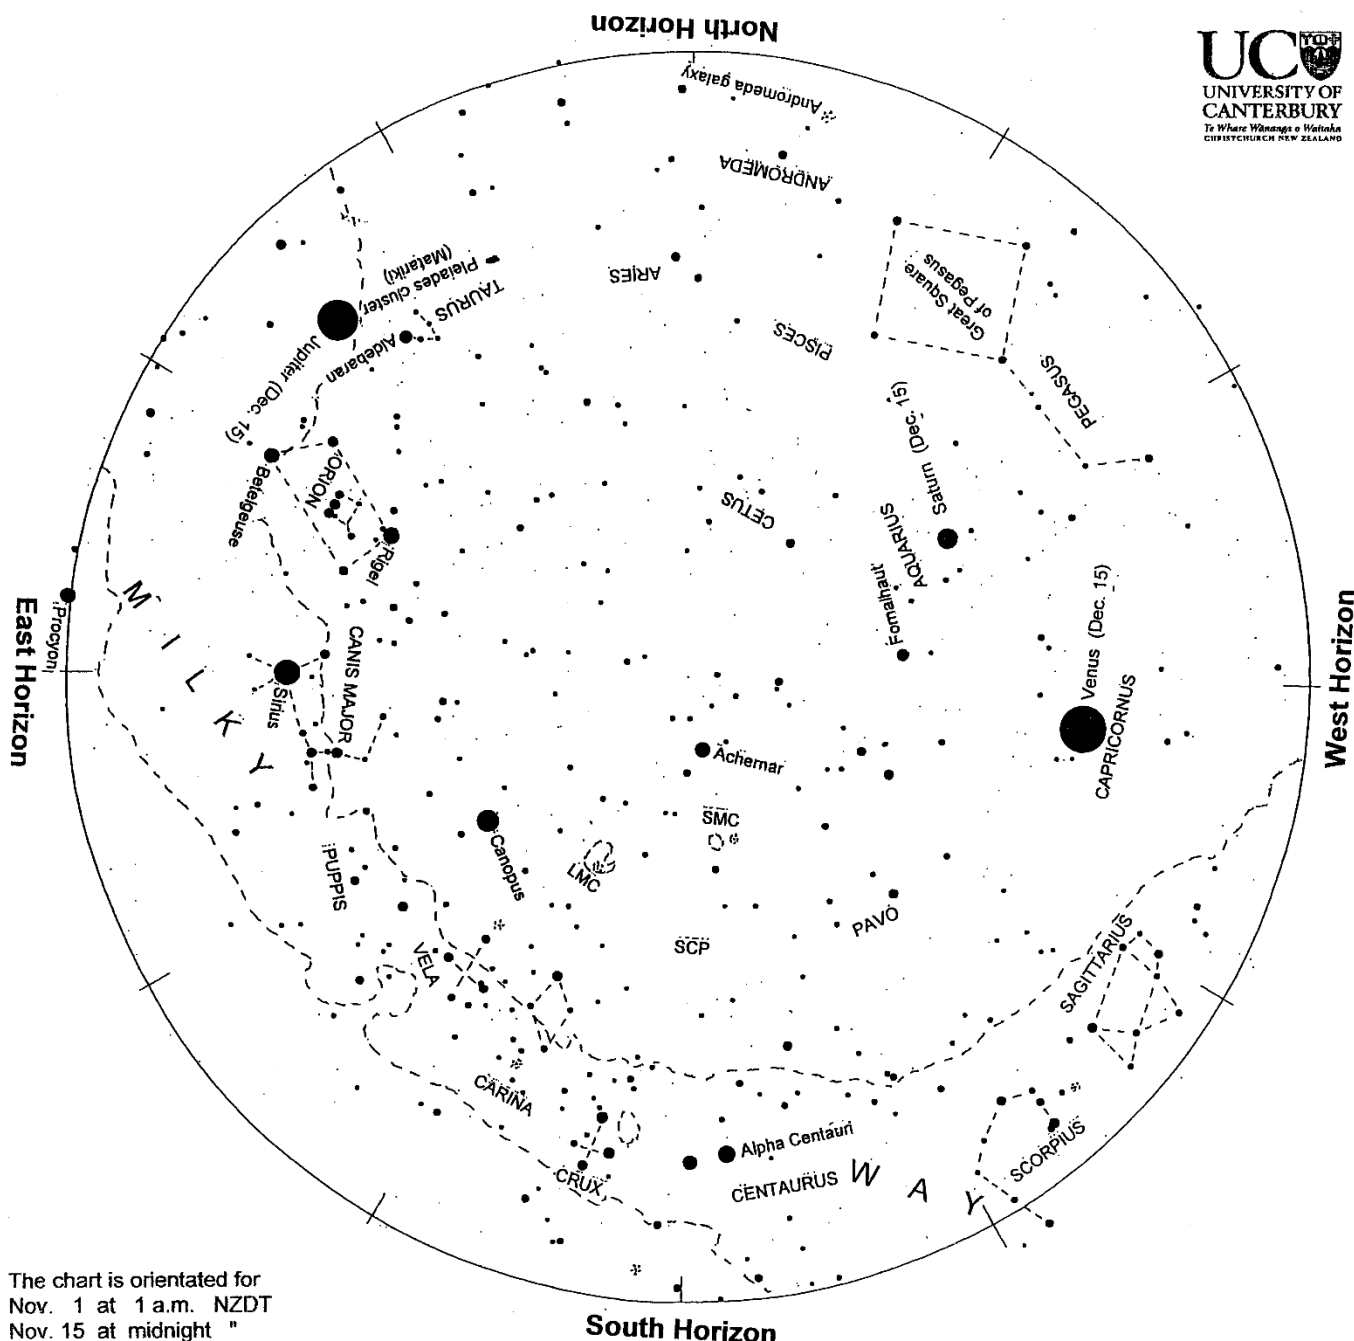 North Horizon
UC
UNIVERSITY OF
CANTERBURY
Te Whare Wānanga o Waitaha
CHRISTCHURCH NEW ZEALAND
Andromeda galaxy
ANDROMEDA
Great Square
of Pegasus
PEGASUS
ARIES
PISCES
Pleiades cluster
(Matariki)
TAURUS
Aldebaran
Jupiter (Dec. 15)
Betelgeuse
ORION
Rigel
CETUS
AQUARIUS
Saturn (Dec. 15)
Fomalhaut
Venus (Dec. 15)
CAPRICORNUS
East Horizon
West Horizon
Procyon
MILKY
Sirius
CANIS MAJOR
Achernar
SMC
LMC
Canopus
PUPPIS
VELA
SCP
PAVO
SAGITTARIUS
CARINA
CRUX
Alpha Centauri
CENTAURUS
WAY
SCORPIUS
South Horizon
The chart is orientated for
Nov. 1 at 1 a.m. NZDT
Nov. 15 at midnight "